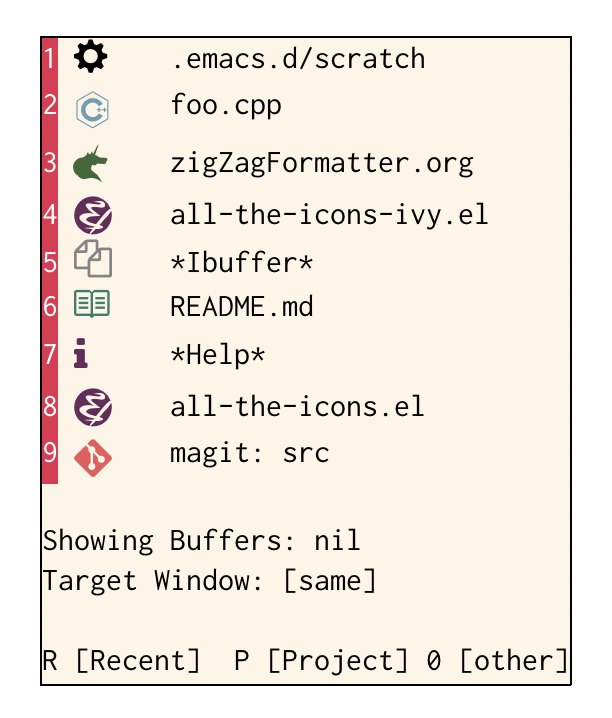 1 .emacs.d/scratch
2 foo.cpp
3 zigZagFormatter.org
4 all-the-icons-ivy.el
5 *Ibuffer*
6 README.md
7 *Help*
8 all-the-icons.el
9 magit: src
Showing Buffers: nil
Target Window: [same]
R [Recent]  P [Project] 0 [other]